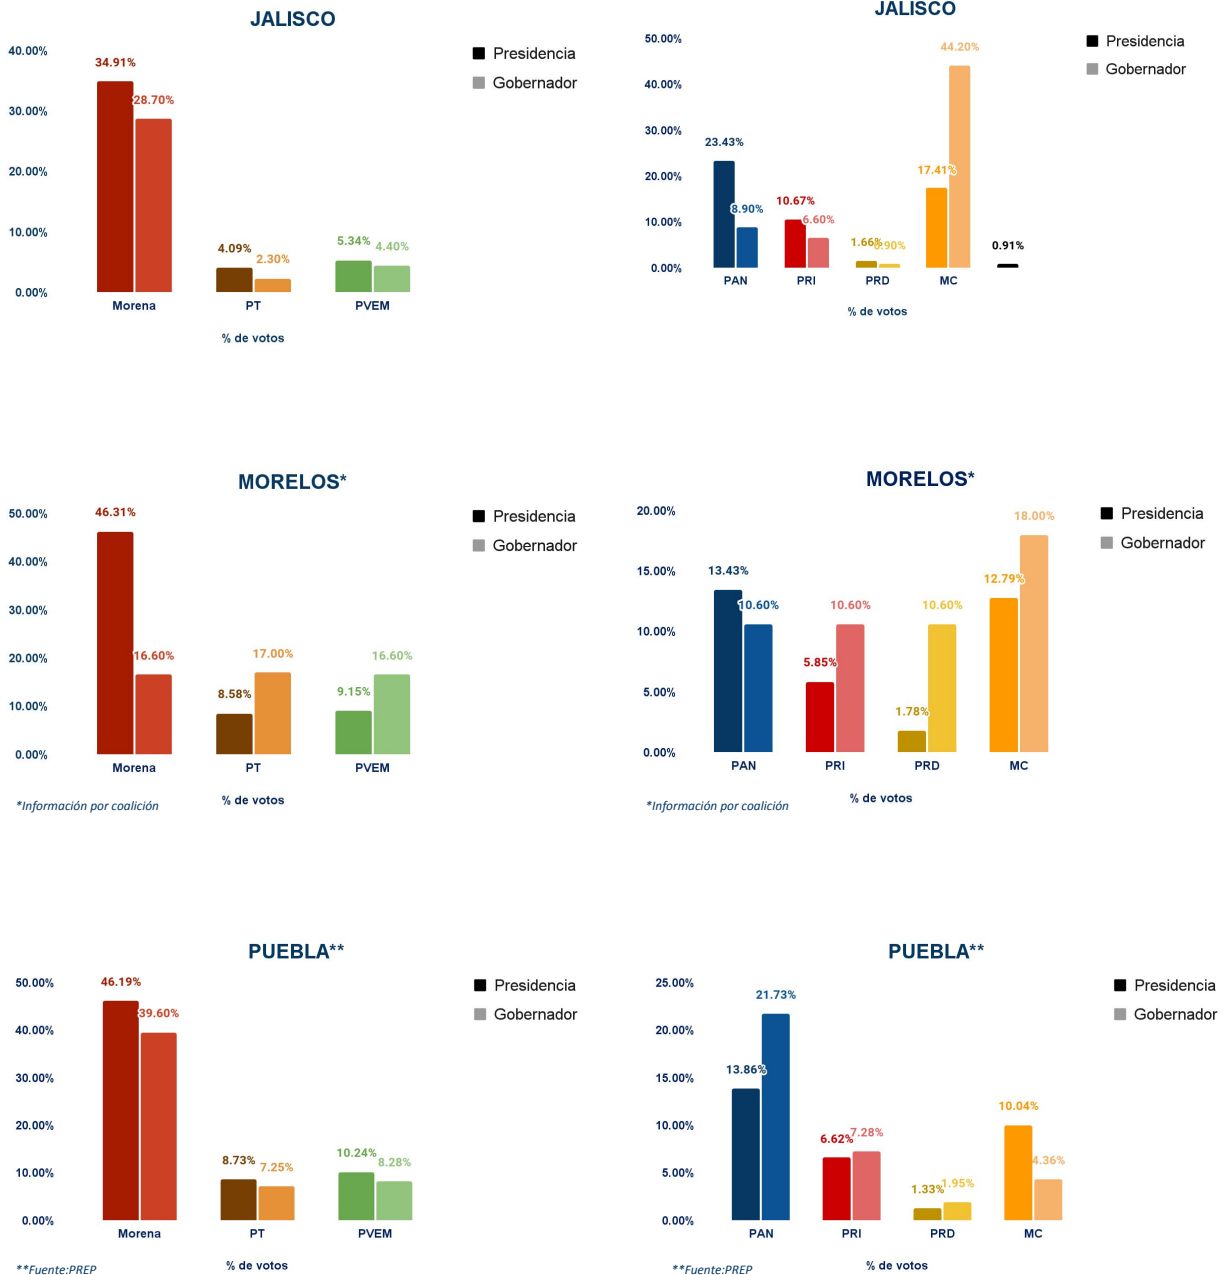 JALISCO
40.00%
30.00%
20.00%
10.00%
0.00%
34.91%
28.70%
4.09%
2.30%
5.34%
4.40%
Morena PT PVEM
% de votos
Presidencia
Gobernador
JALISCO
50.00%
40.00%
30.00%
20.00%
10.00%
0.00%
23.43%
8.90%
10.67%
6.60%
1.66%
0.90%
17.41%
44.20%
0.91%
PAN PRI PRD MC
% de votos
Presidencia
Gobernador
MORELOS*
50.00%
40.00%
30.00%
20.00%
10.00%
0.00%
46.31%
16.60%
8.58%
17.00%
9.15%
16.60%
Morena PT PVEM
% de votos
*Información por coalición
Presidencia
Gobernador
MORELOS*
20.00%
15.00%
10.00%
5.00%
0.00%
13.43%
10.60%
5.85%
10.60%
1.78%
10.60%
12.79%
18.00%
PAN PRI PRD MC
% de votos
*Información por coalición
Presidencia
Gobernador
PUEBLA**
50.00%
40.00%
30.00%
20.00%
10.00%
0.00%
46.19%
39.60%
8.73%
7.25%
10.24%
8.28%
Morena PT PVEM
% de votos
**Fuente:PREP
Presidencia
Gobernador
PUEBLA**
25.00%
20.00%
15.00%
10.00%
5.00%
0.00%
13.86%
21.73%
6.62%
7.28%
1.33%
1.95%
10.04%
4.36%
PAN PRI PRD MC
% de votos
**Fuente:PREP
Presidencia
Gobernador